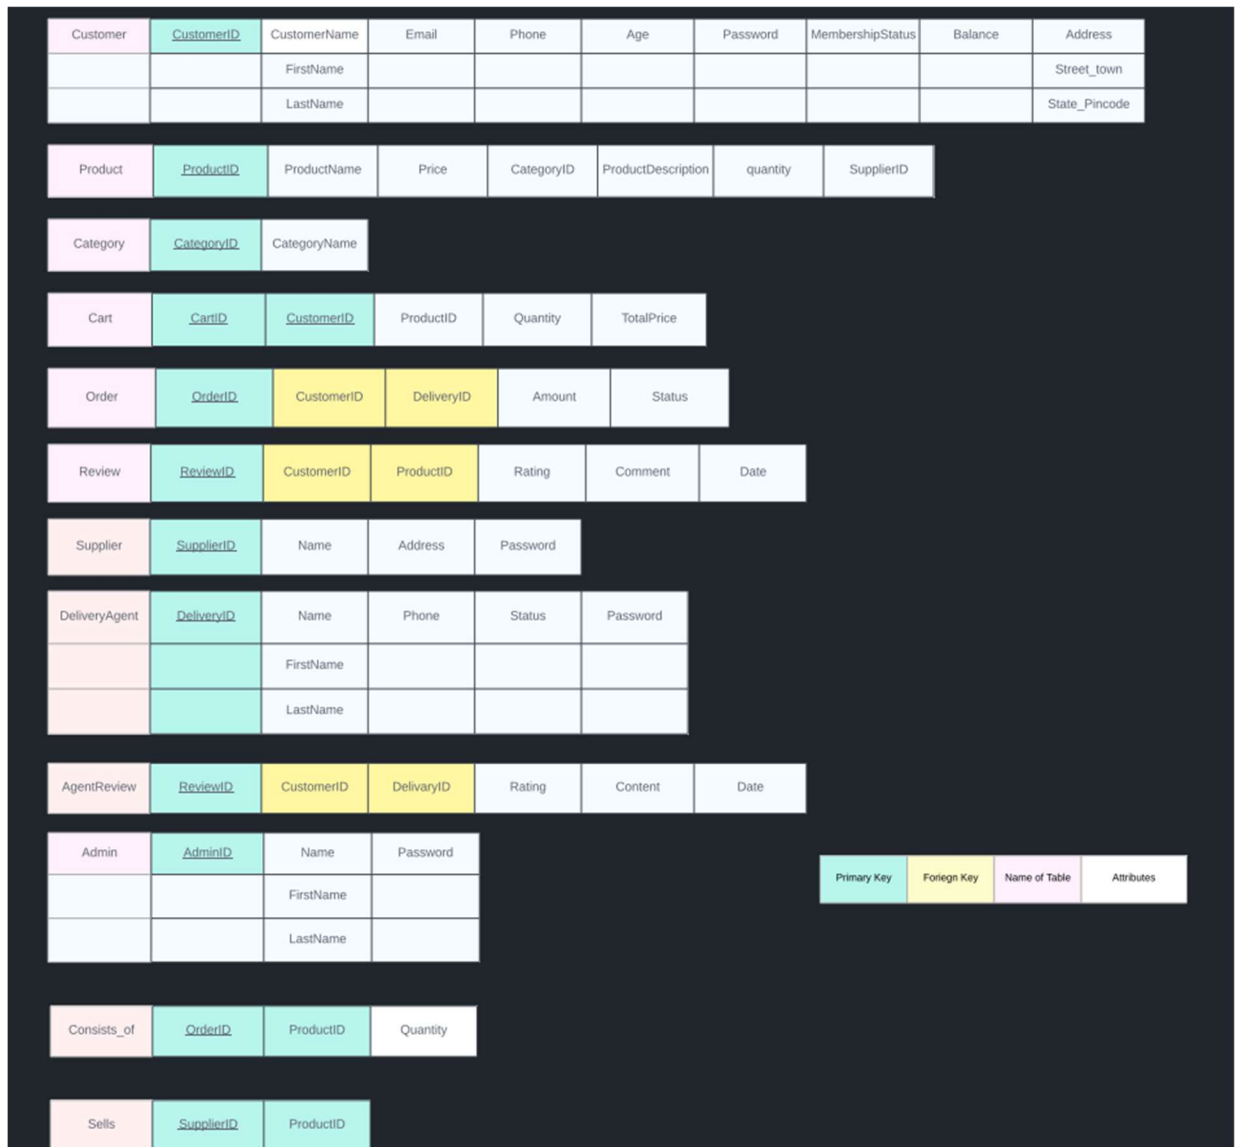 Customer CustomerID CustomerName Email Phone Age Password MembershipStatus Balance Address
FirstName Street_town
LastName State_Pincode
Product ProductID ProductName Price CategoryID ProductDescription quantity SupplierID
Category CategoryID CategoryName
Cart CartID CustomerID ProductID Quantity TotalPrice
Order OrderID CustomerID DeliveryID Amount Status
Review ReviewID CustomerID ProductID Rating Comment Date
Supplier SupplierID Name Address Password
DeliveryAgent DeliveryID Name Phone Status Password
FirstName
LastName
AgentReview ReviewID CustomerID DelivaryID Rating Content Date
Admin AdminID Name Password
FirstName
LastName
Primary Key Foriegn Key Name of Table Attributes
Consists_of OrderID ProductID Quantity
Sells SupplierID ProductID